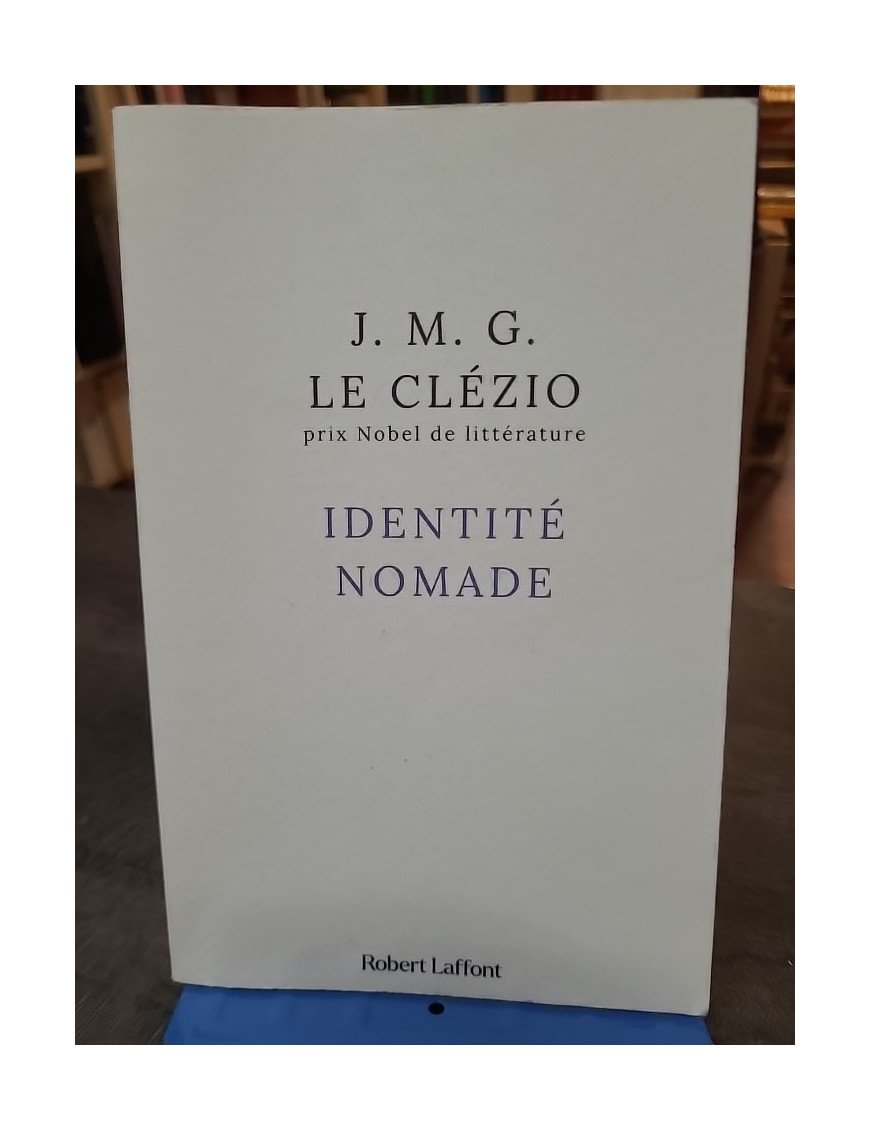 J. M. G.
LE CLÉZIO
prix Nobel de littérature
IDENTITÉ
NOMADE
Robert Laffont